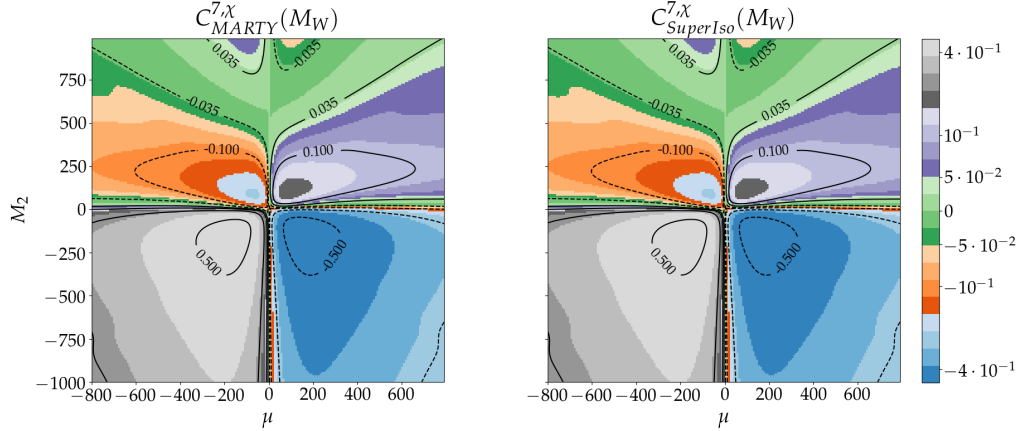 C^{7,χ}_{MARTY}(M_W)
C^{7,χ}_{SuperIso}(M_W)
M_2
750
500
250
0
−250
−500
−750
−1000
−800 −600 −400 −200 0 200 400 600
μ
0.035
-0.035
-0.035
0.035
-0.100
0.100
0.500
-0.500
−800 −600 −400 −200 0 200 400 600
μ
0.035
-0.035
-0.035
0.035
-0.100
0.100
0.500
-0.500
4 · 10^{−1}
10^{−1}
5 · 10^{−2}
0
−5 · 10^{−2}
−10^{−1}
−4 · 10^{−1}